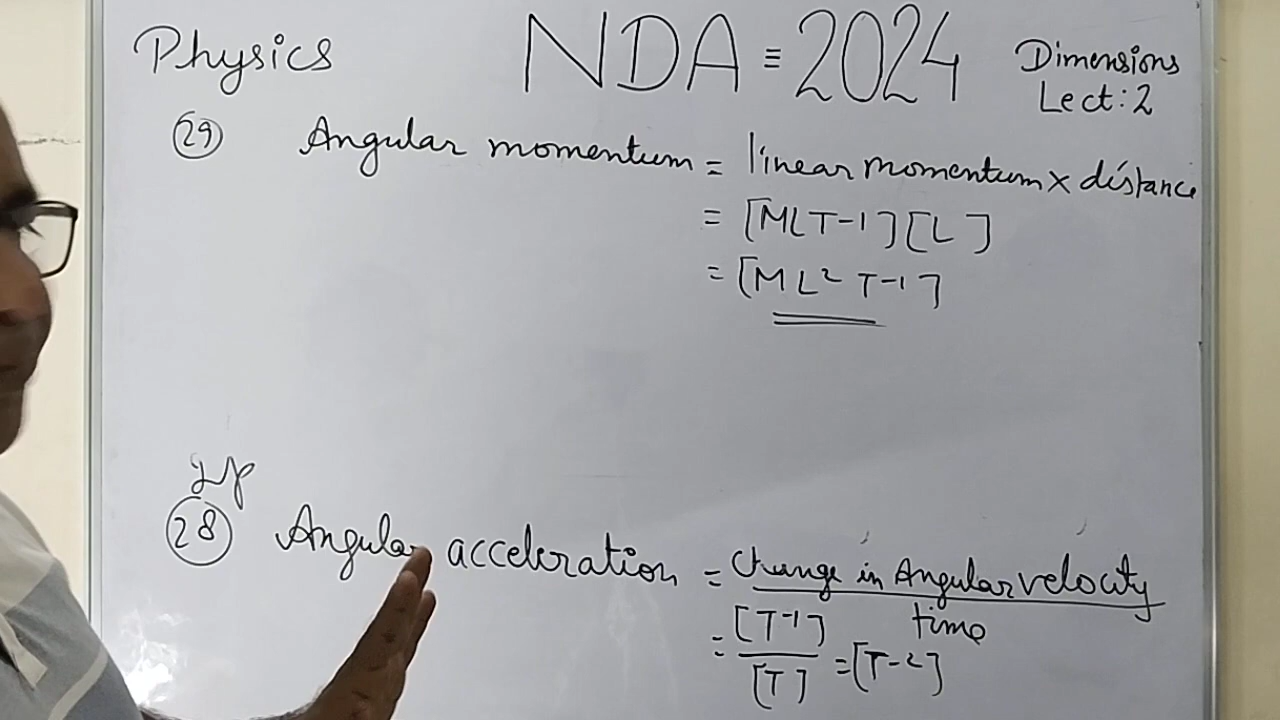 Physics
NDA = 2024
Dimensions
Lect: 2
(29) Angular momentum = linear momentum x distance
= [MLT-1] [L]
= [ML² T-1]
(28) Angular acceleration = Change in Angular velocity
time
= [T-1]
[T]
= [T-2]